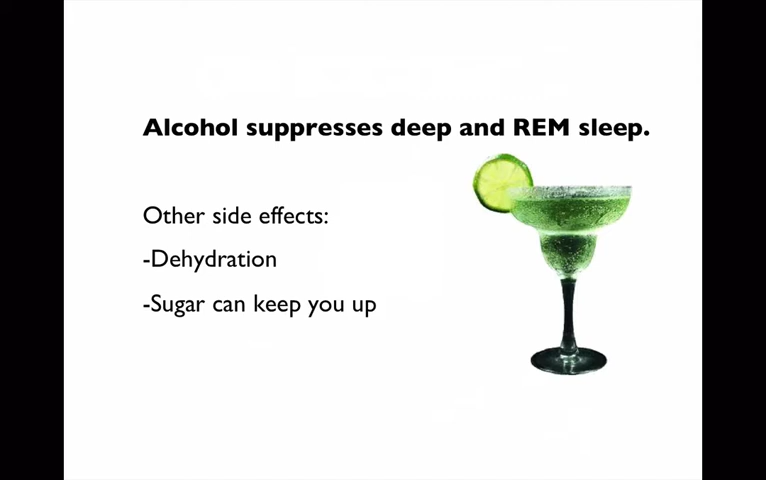 Alcohol suppresses deep and REM sleep.
Other side effects:
-Dehydration
-Sugar can keep you up